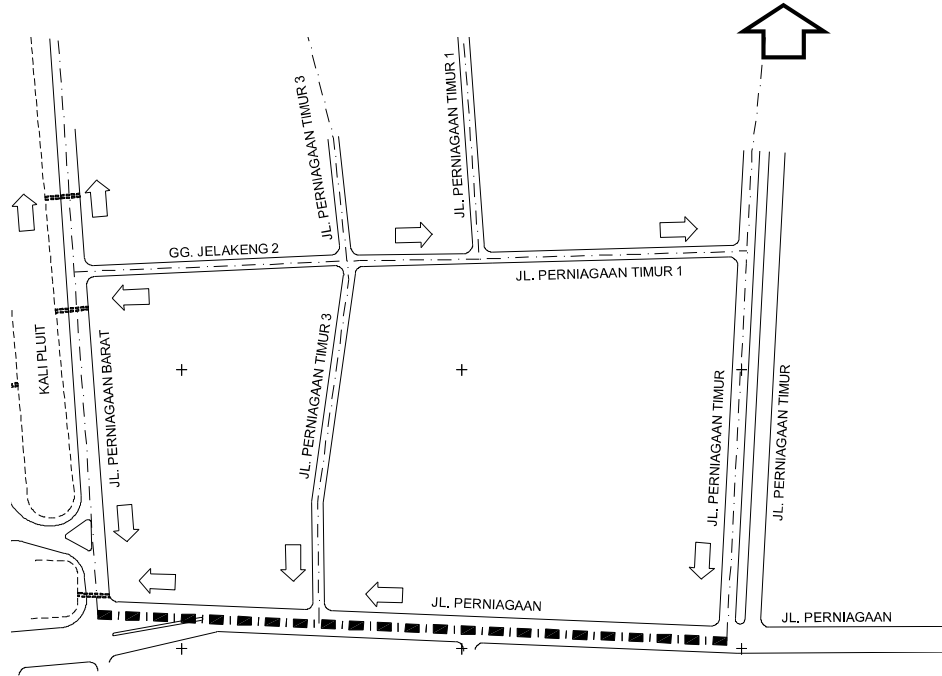 JL. PERNIAGAAN TIMUR 3
JL. PERNIAGAAN TIMUR 1
GG. JELAKENG 2
JL. PERNIAGAAN TIMUR 1
KALI PLUIT
JL. PERNIAGAAN BARAT
JL. PERNIAGAAN TIMUR 3
JL. PERNIAGAAN TIMUR
JL. PERNIAGAAN TIMUR
JL. PERNIAGAAN
JL. PERNIAGAAN